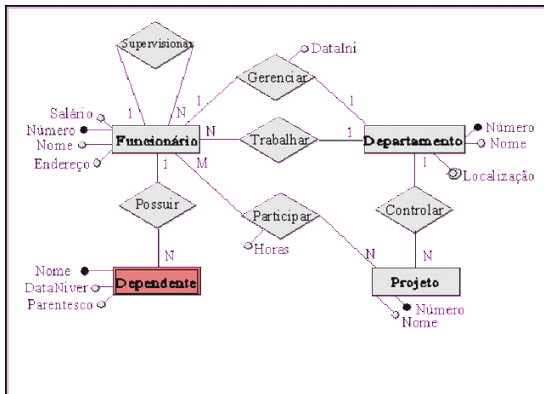 Supervisionar
DataIni
Gerenciar
1 N 1 1
Salário
Número
Nome
Endereço
Funcionário
N
Trabalhar
1
Departamento
Número
Nome
Localização
1 M 1
Possuir
Participar
Horas
Controlar
N N N
Nome
DataNiver
Parentesco
Dependente
Projeto
Número
Nome